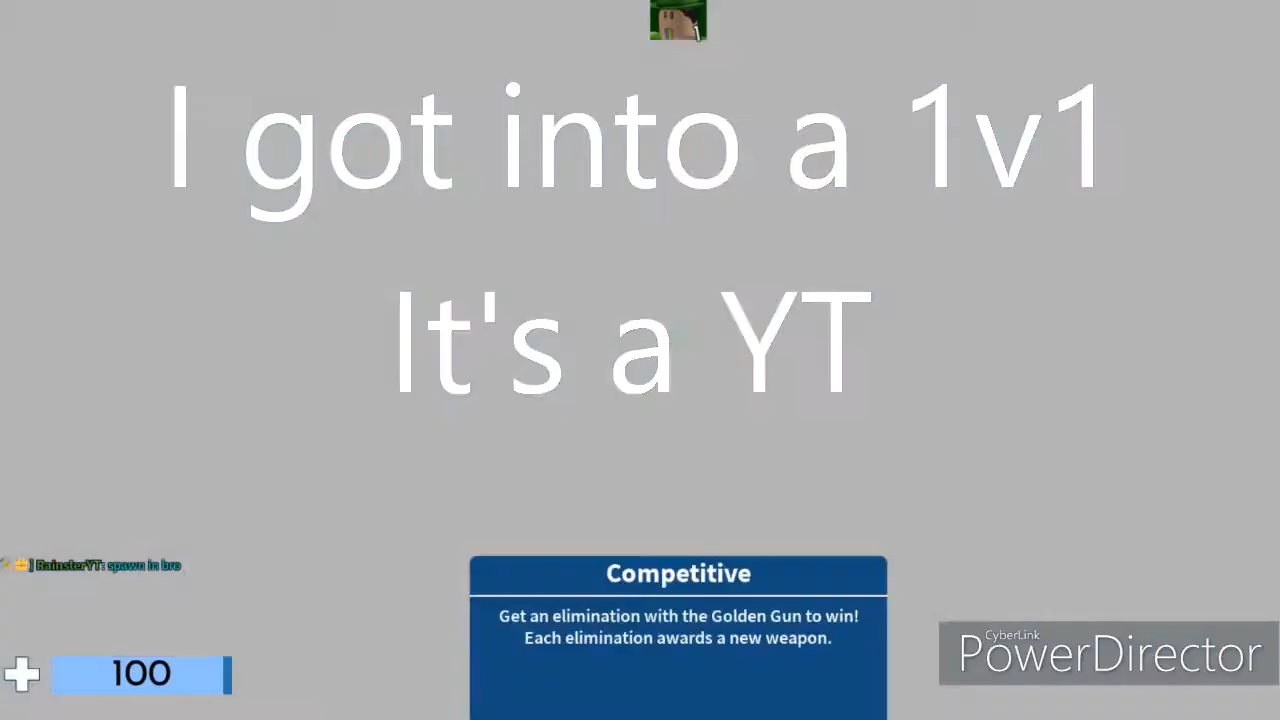 I got into a 1v1
It's a YT
] RainsterYT: spawn in bro
Competitive
Get an elimination with the Golden Gun to win!
Each elimination awards a new weapon.
100
CyberLink
PowerDirector